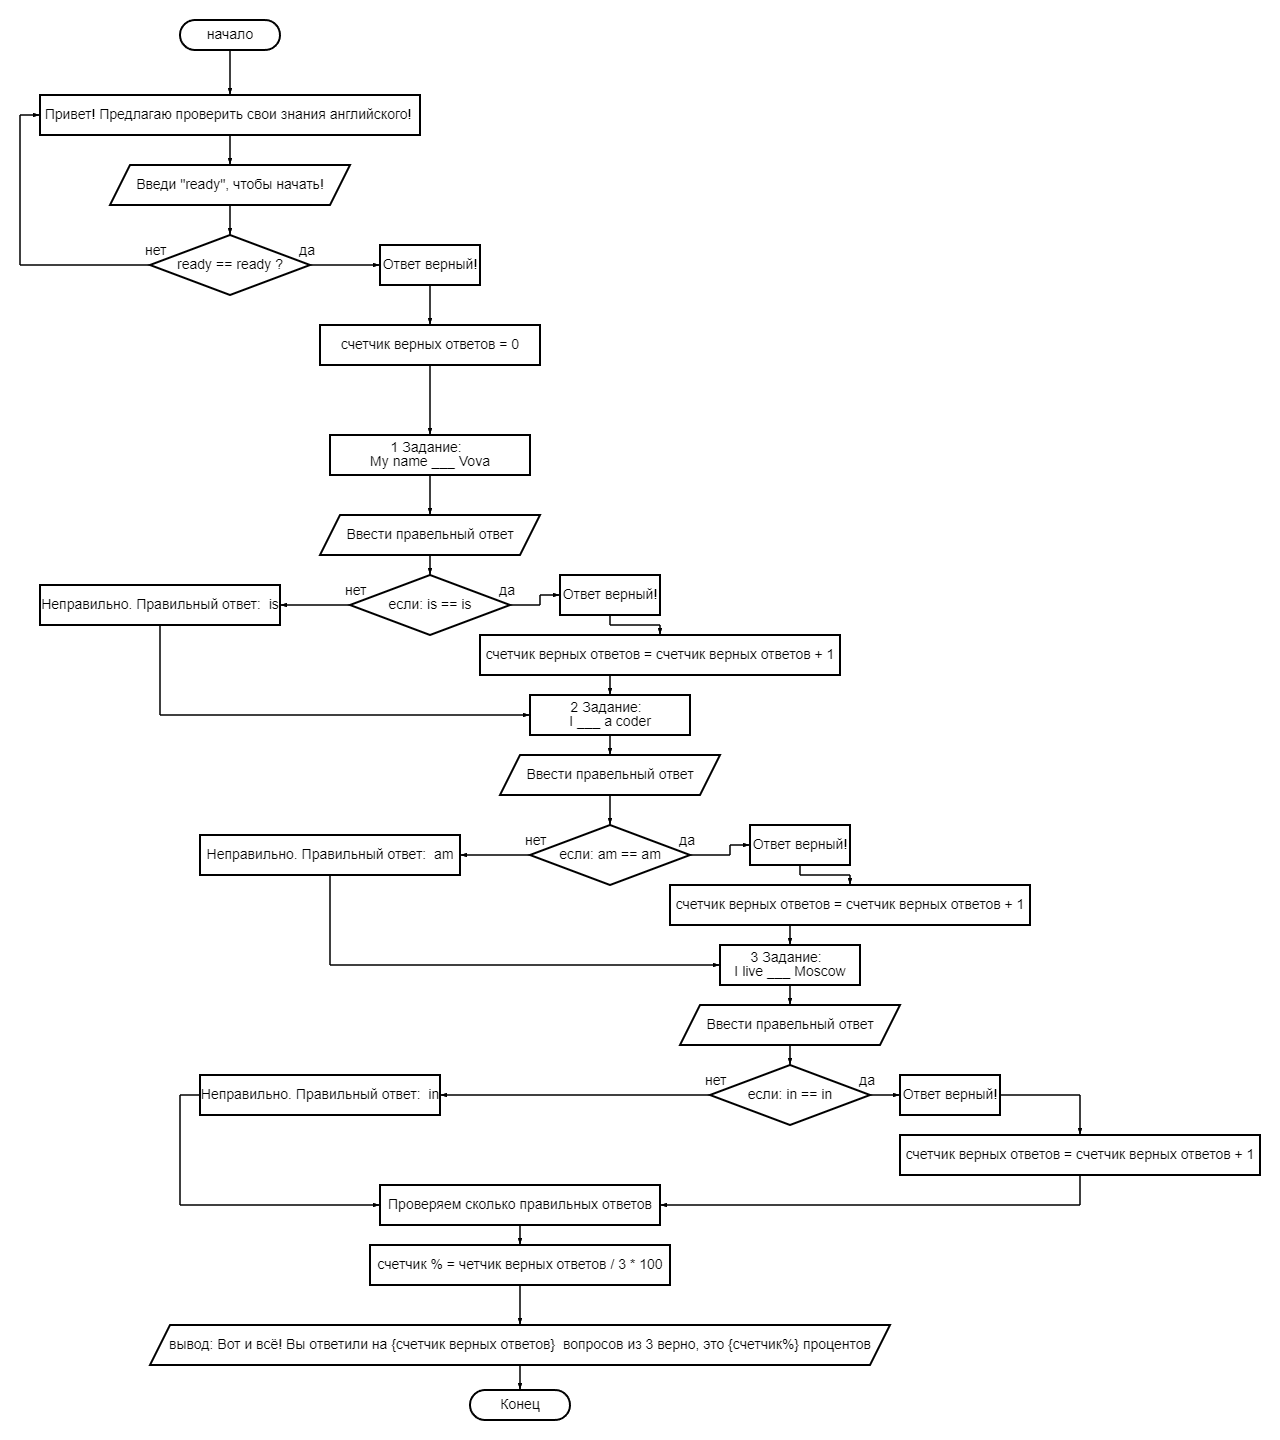 начало
Привет! Предлагаю проверить свои знания английского!
Введи "ready", чтобы начать!
нет
да
ready == ready ?
Ответ верный!
счетчик верных ответов = 0
1 Задание:
My name ___ Vova
Ввести правельный ответ
нет
да
Ответ верный!
Неправильно. Правильный ответ:  is
если: is == is
счетчик верных ответов = счетчик верных ответов + 1
2 Задание:
I ___ a coder
Ввести правельный ответ
нет
да
Ответ верный!
Неправильно. Правильный ответ:  am
если: am == am
счетчик верных ответов = счетчик верных ответов + 1
3 Задание:
I live ___ Moscow
Ввести правельный ответ
нет
да
Неправильно. Правильный ответ:  in
если: in == in
Ответ верный!
счетчик верных ответов = счетчик верных ответов + 1
Проверяем сколько правильных ответов
счетчик % = четчик верных ответов / 3 * 100
вывод: Вот и всё! Вы ответили на {счетчик верных ответов}  вопросов из 3 верно, это {счетчик%} процентов
Конец